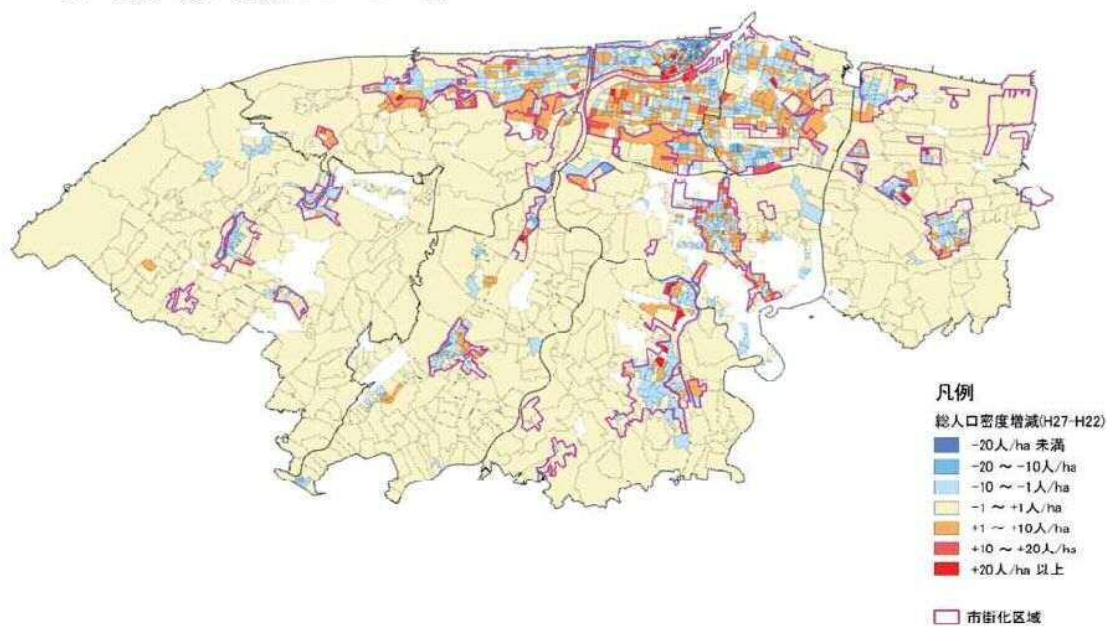 凡例
総人口密度増減(H27-H22)
-20人/ha 未満
-20 ～ -10人/ha
-10 ～ -1人/ha
-1 ～ +1人/ha
+1 ～ +10人/ha
+10 ～ +20人/ha
+20人/ha 以上
市街化区域